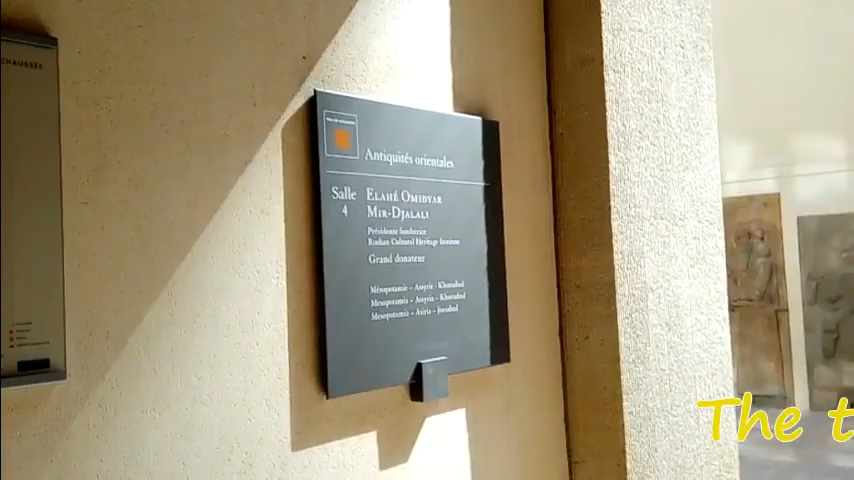 CHAUSSÉE
Antiquités orientales
Salle
4
ELAHÉ OMIDYAR
MIR-DJALALI
Présidente fondatrice
Roshan Cultural Heritage Institute
Grand donateur
Mésopotamie – Assyrie - Khorsabad
Mesopotamia – Assyria – Khorsabad
Mesopotamia – Asiria – Jorsabad
The t